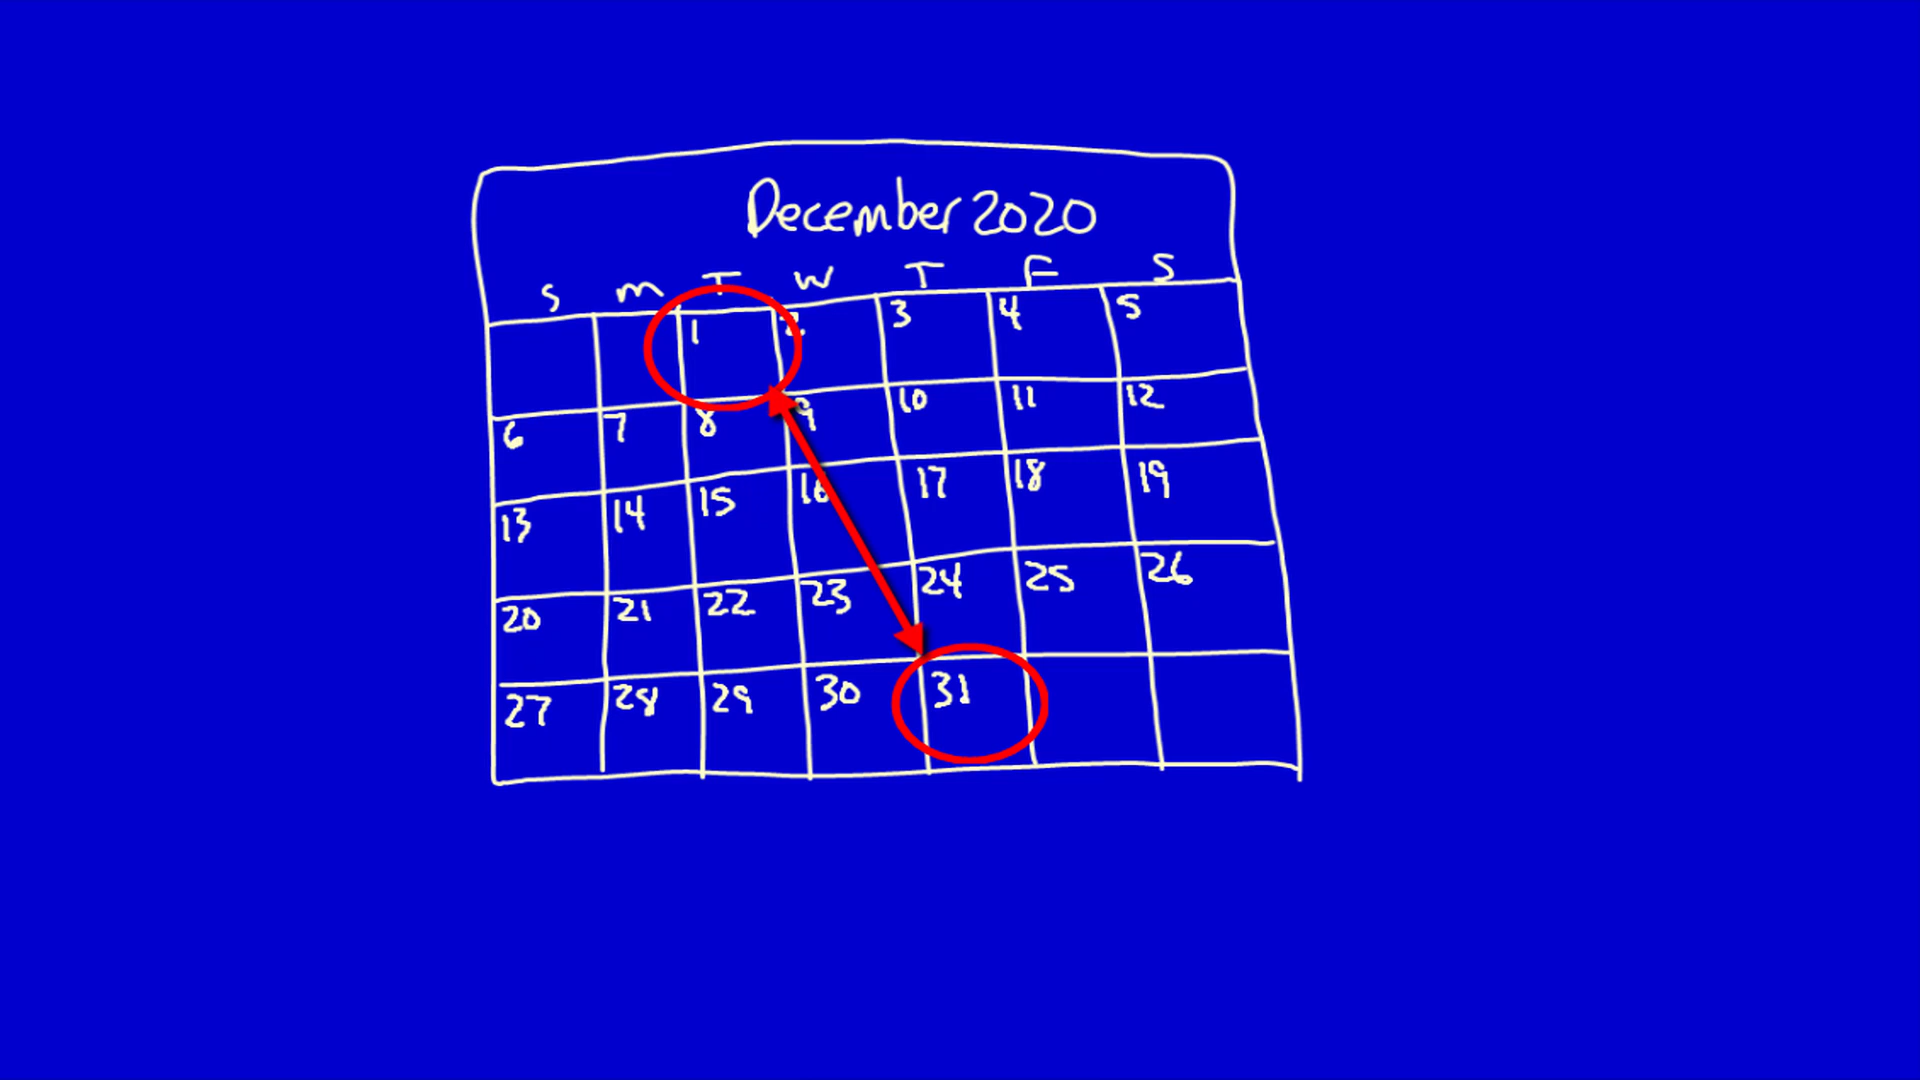 December 2020
S m T W T F S
1 2 3 4 5
6 7 8 9 10 11 12
13 14 15 16 17 18 19
20 21 22 23 24 25 26
27 28 29 30 31